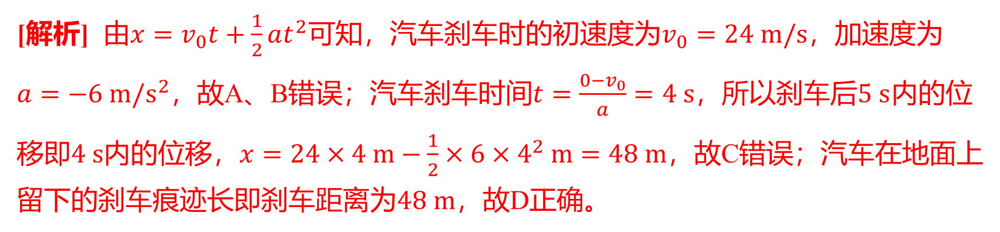 [解析] 由$x = v_0t + \frac{1}{2}at^2$可知，汽车刹车时的初速度为$v_0 = 24\ \mathrm{m/s}$，加速度为
$a = -6\ \mathrm{m/s^2}$，故A、B错误；汽车刹车时间$t = \frac{0-v_0}{a} = 4\ \mathrm{s}$，所以刹车后5 s内的位
移即4 s内的位移，$x = 24 \times 4\ \mathrm{m} - \frac{1}{2} \times 6 \times 4^2\ \mathrm{m} = 48\ \mathrm{m}$，故C错误；汽车在地面上
留下的刹车痕迹长即刹车距离为48 m，故D正确。